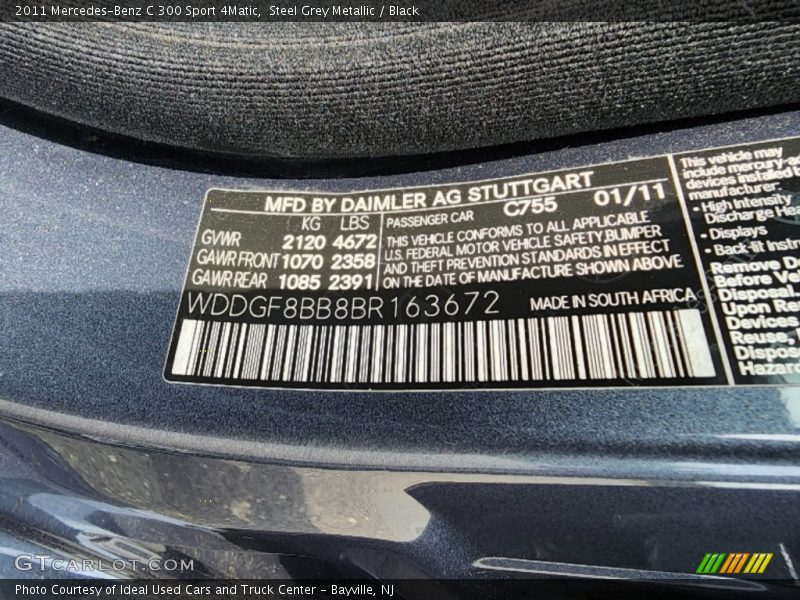 2011 Mercedes-Benz C 300 Sport 4Matic, Steel Grey Metallic / Black
MFD BY DAIMLER AG STUTTGART
KG LBS
GVWR 2120 4672
GAWR FRONT 1070 2358
GAWR REAR 1085 2391
PASSENGER CAR C755 01/11
THIS VEHICLE CONFORMS TO ALL APPLICABLE
U.S. FEDERAL MOTOR VEHICLE SAFETY, BUMPER
AND THEFT PREVENTION STANDARDS IN EFFECT
ON THE DATE OF MANUFACTURE SHOWN ABOVE
WDDGF8BB8BR163672 MADE IN SOUTH AFRICA
This vehicle may
include mercury
devices installed
manufacturer:
- High Intensity
Discharge
- Displays
- Back-lit
Remove
Before
Disposal
Upon
Devices
Reuse,
GTCARLOT.COM
Photo Courtesy of Ideal Used Cars and Truck Center - Bayville, NJ